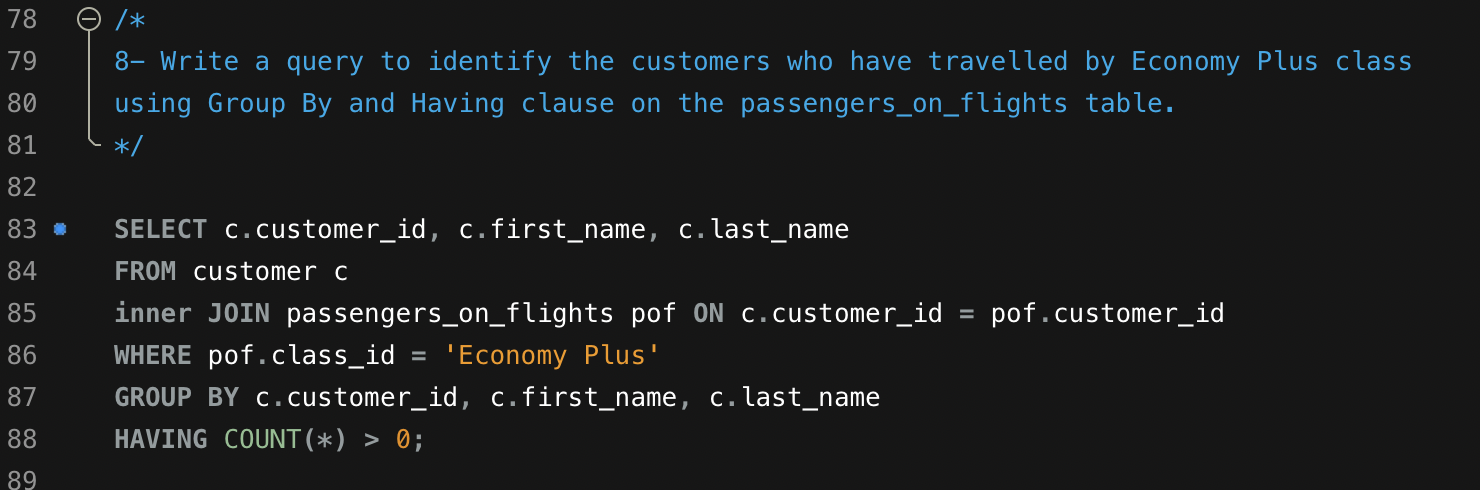 78 /*
79 8- Write a query to identify the customers who have travelled by Economy Plus class
80 using Group By and Having clause on the passengers_on_flights table.
81 */
82
83 SELECT c.customer_id, c.first_name, c.last_name
84 FROM customer c
85 inner JOIN passengers_on_flights pof ON c.customer_id = pof.customer_id
86 WHERE pof.class_id = 'Economy Plus'
87 GROUP BY c.customer_id, c.first_name, c.last_name
88 HAVING COUNT(*) > 0;
89